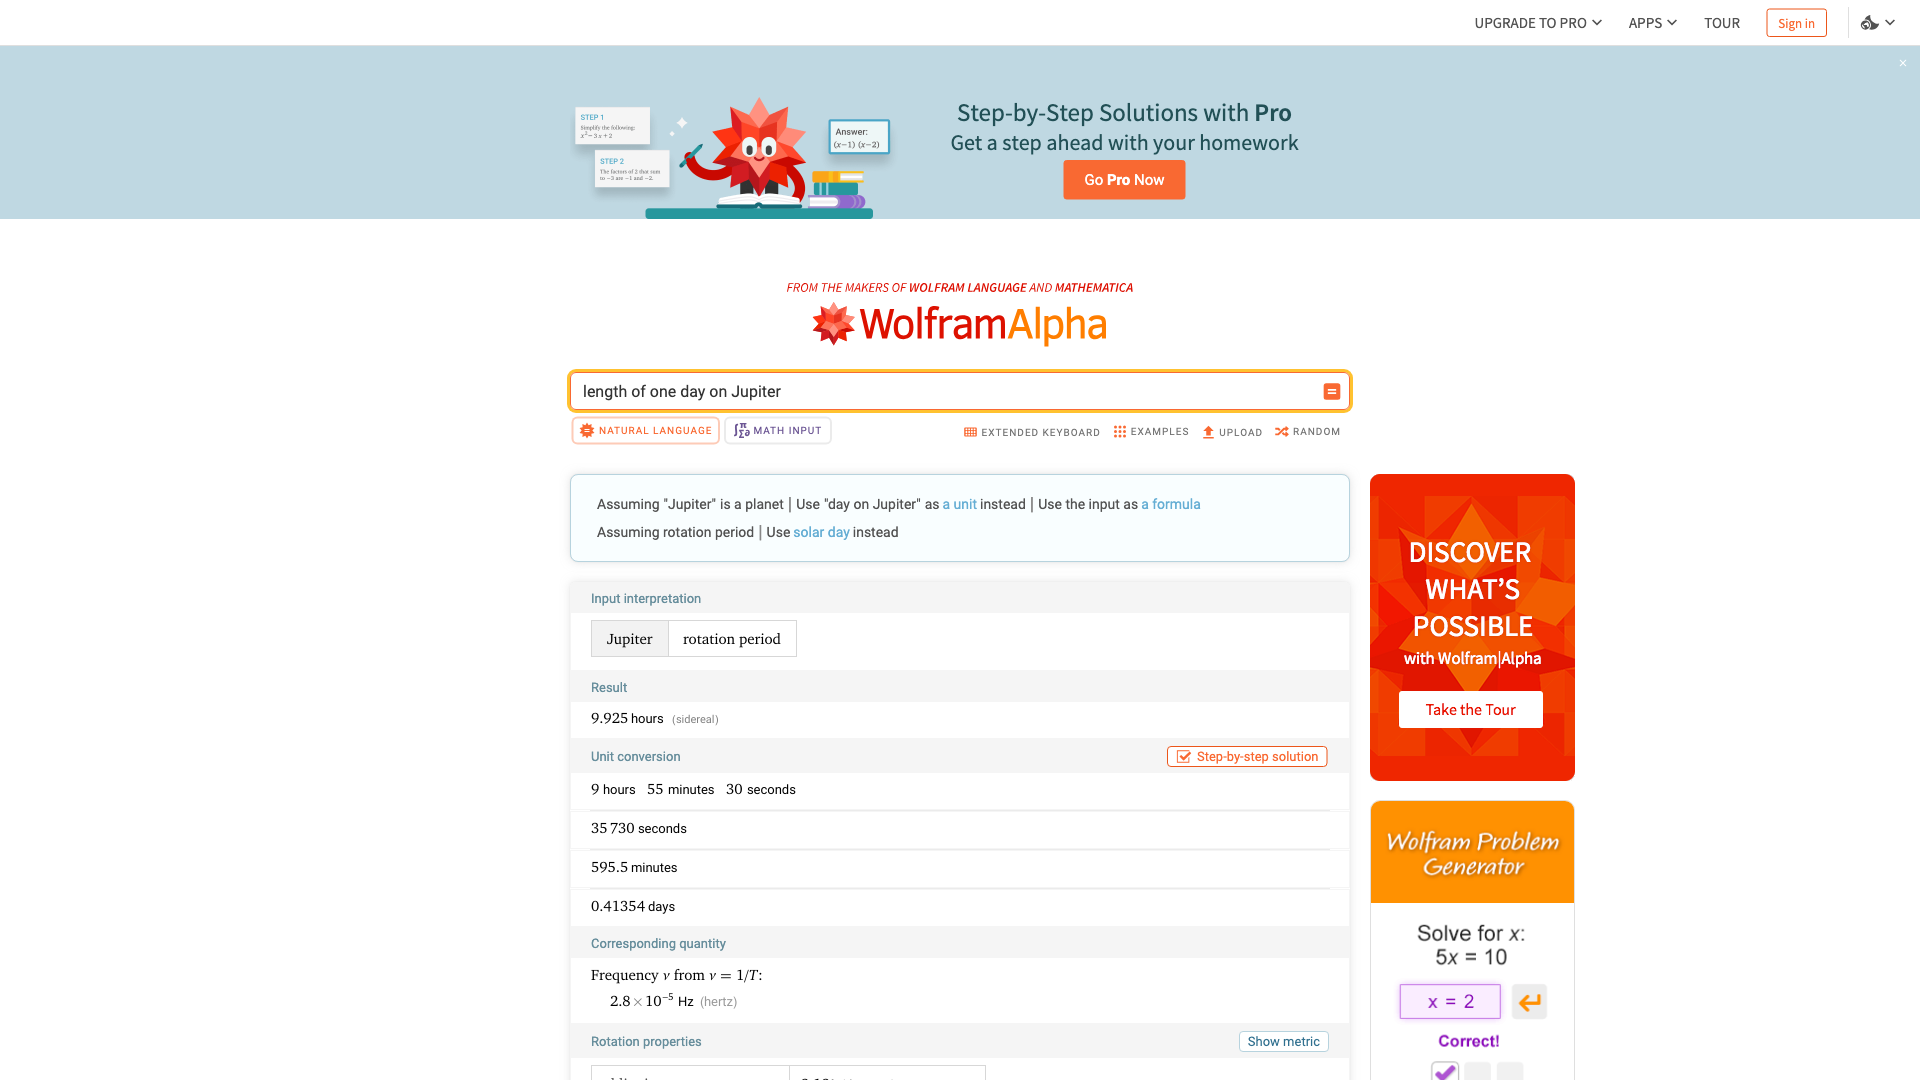 UPGRADE TO PRO
APPS
TOUR
Sign in
×
STEP 1
Simplify the following:
x² − 3 x + 2
STEP 2
The factors of 2 that sum
to −3 are −1 and −2.
Answer:
(x−1) (x−2)
Step-by-Step Solutions with Pro
Get a step ahead with your homework
Go Pro Now
FROM THE MAKERS OF WOLFRAM LANGUAGE AND MATHEMATICA
WolframAlpha
length of one day on Jupiter
NATURAL LANGUAGE
MATH INPUT
EXTENDED KEYBOARD
EXAMPLES
UPLOAD
RANDOM
Assuming "Jupiter" is a planet | Use "day on Jupiter" as a unit instead | Use the input as a formula
Assuming rotation period | Use solar day instead
Input interpretation
Jupiter
rotation period
Result
9.925 hours (sidereal)
Unit conversion
Step-by-step solution
9 hours 55 minutes 30 seconds
35 730 seconds
595.5 minutes
0.41354 days
Corresponding quantity
Frequency ν from ν = 1/T:
2.8×10⁻⁵ Hz (hertz)
Rotation properties
Show metric
DISCOVER
WHAT'S
POSSIBLE
with Wolfram|Alpha
Take the Tour
Wolfram Problem
Generator
Solve for x:
5x = 10
x = 2
Correct!